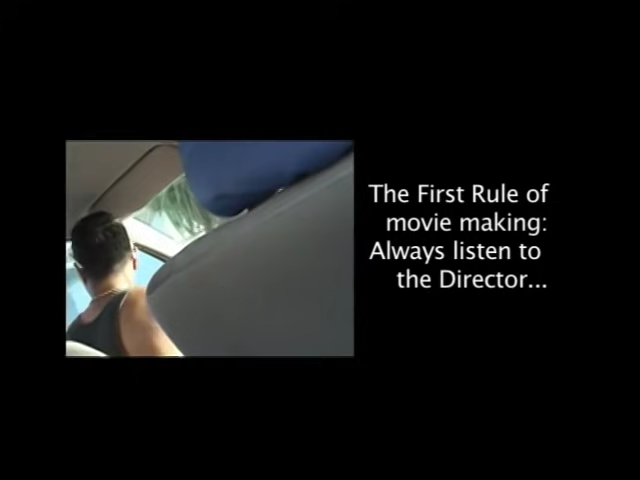 The First Rule of
movie making:
Always listen to
the Director...